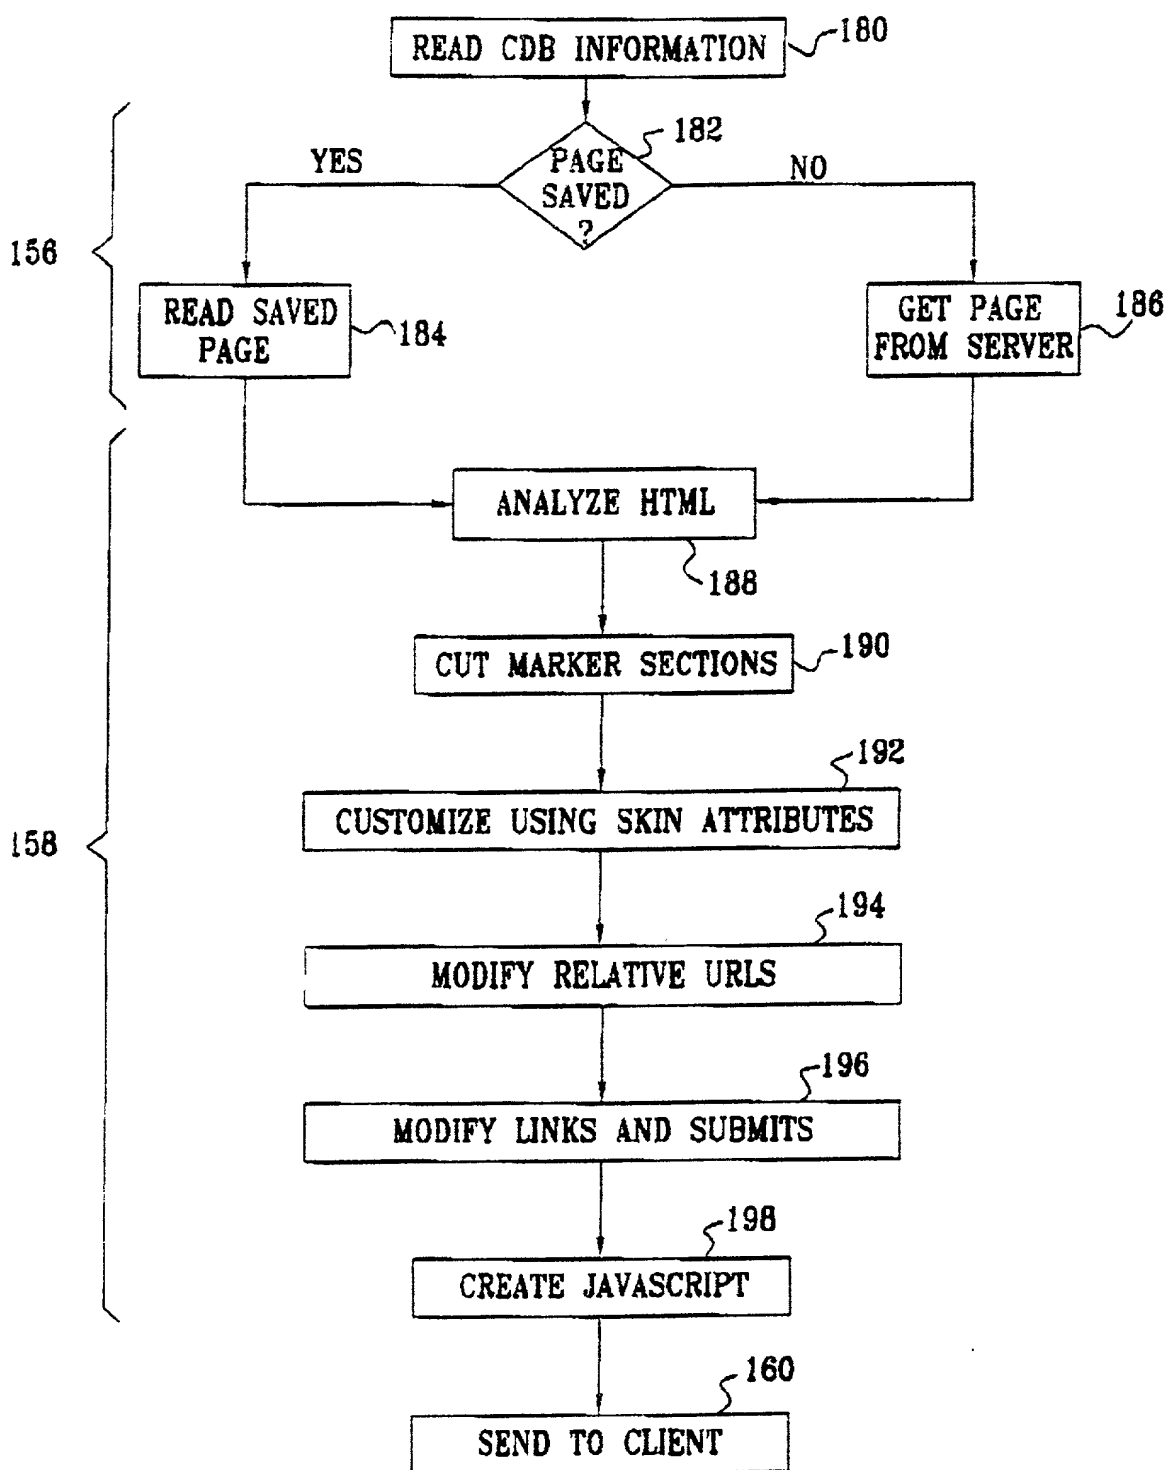 READ CDB INFORMATION
180
182
PAGE
SAVED
?
YES
NO
156
READ SAVED
PAGE
184
GET PAGE
FROM SERVER
186
ANALYZE HTML
188
CUT MARKER SECTIONS
190
192
CUSTOMIZE USING SKIN ATTRIBUTES
158
194
MODIFY RELATIVE URLS
196
MODIFY LINKS AND SUBMITS
198
CREATE JAVASCRIPT
160
SEND TO CLIENT